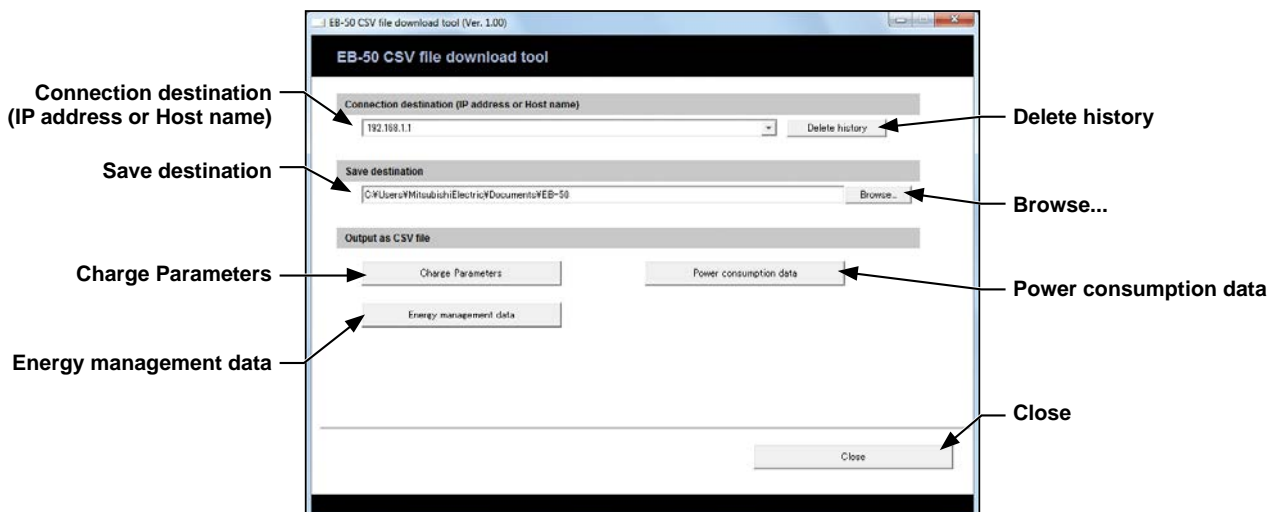 EB-50 CSV file download tool (Ver. 1.00)
EB-50 CSV file download tool
Connection destination
(IP address or Host name)
Connection destination (IP address or Host name)
192.168.1.1
Delete history
Delete history
Save destination
Save destination
C:¥Users¥MitsubishiElectric¥Documents¥EB-50
Browse...
Browse...
Output as CSV file
Charge Parameters
Charge Parameters
Power consumption data
Power consumption data
Energy management data
Energy management data
Close
Close